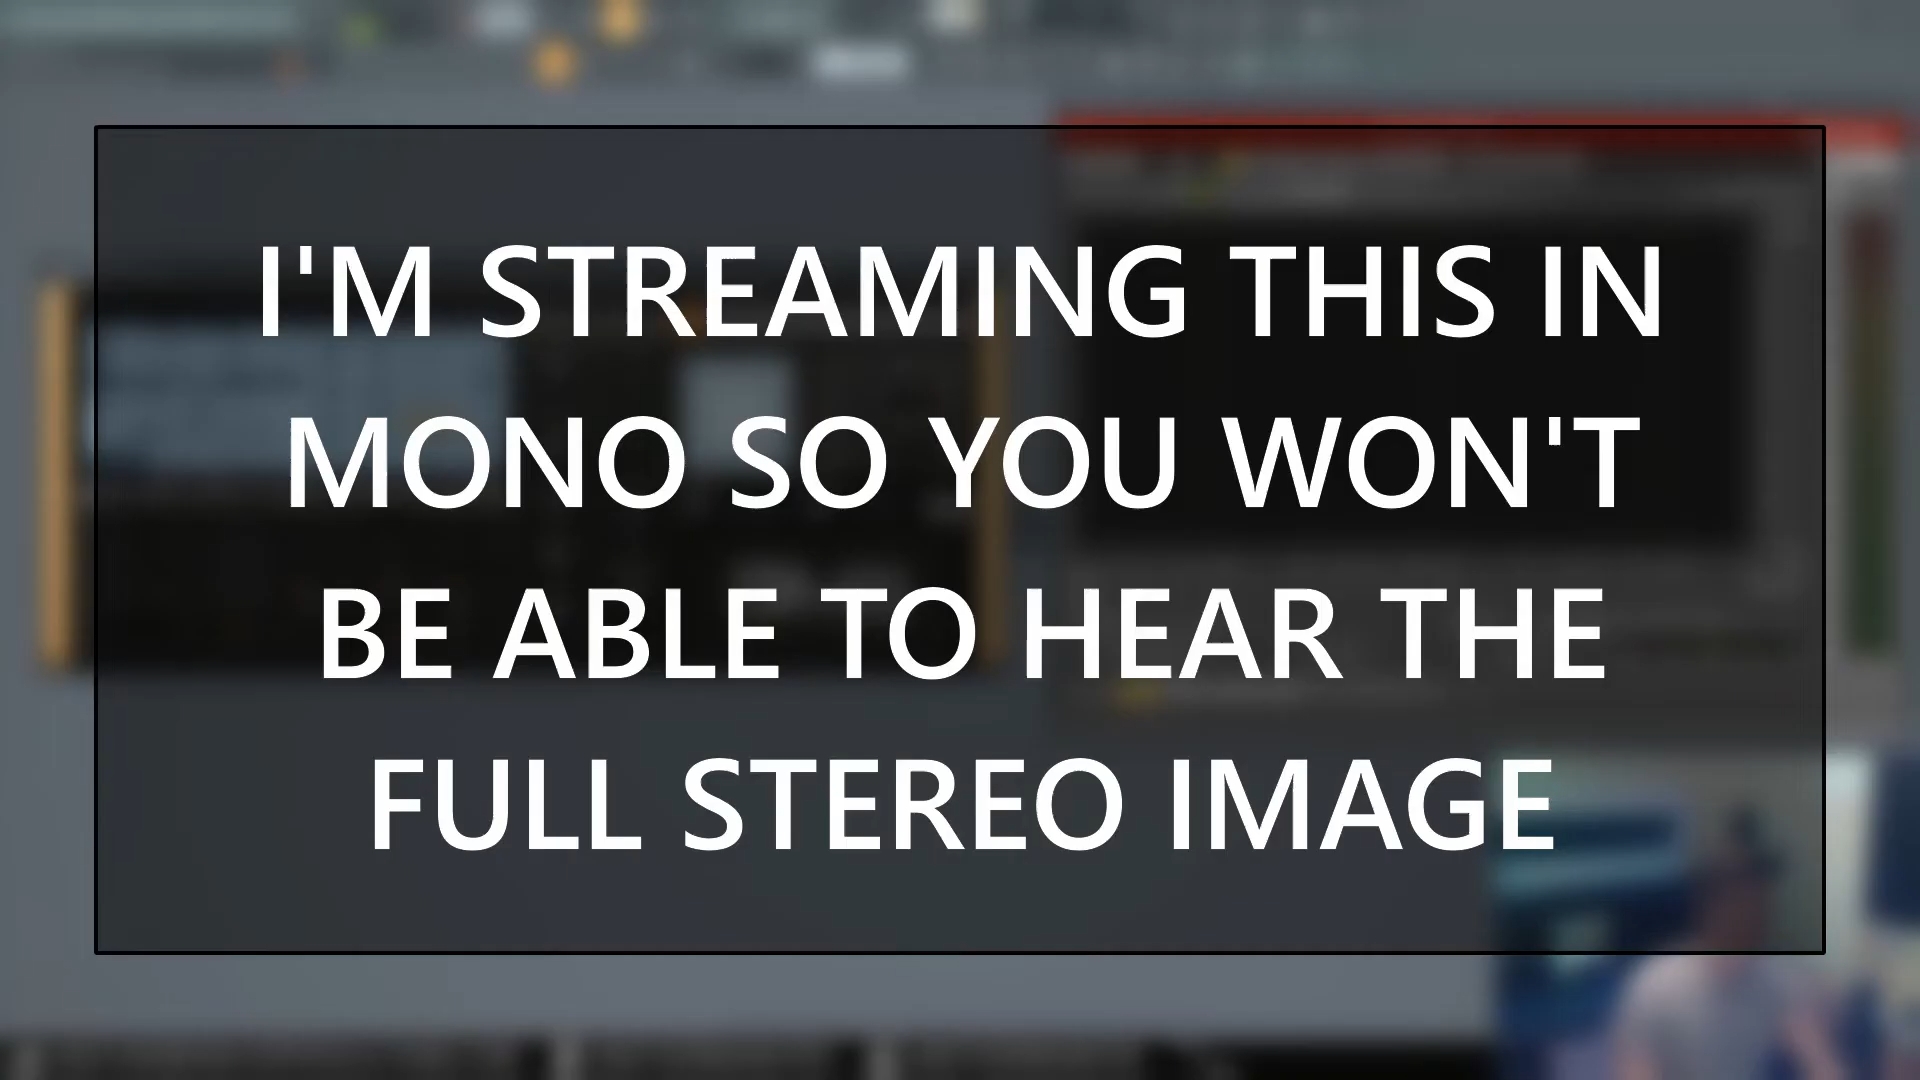 I'M STREAMING THIS IN
MONO SO YOU WON'T
BE ABLE TO HEAR THE
FULL STEREO IMAGE